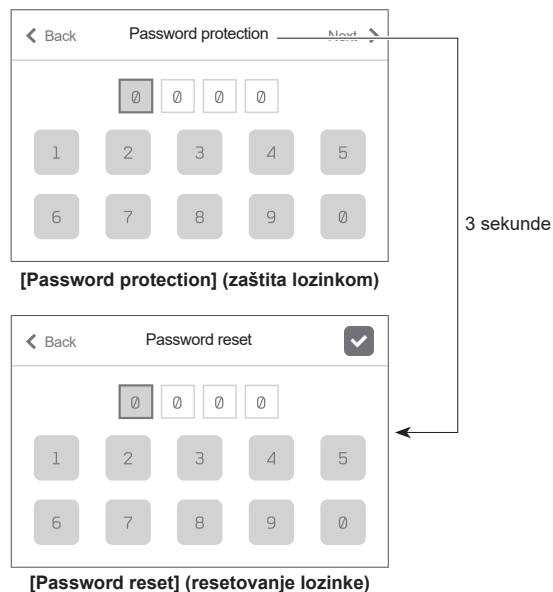 Back Password protection Next
0 0 0 0
1 2 3 4 5
6 7 8 9 0
3 sekunde
[Password protection] (zaštita lozinkom)
Back Password reset
0 0 0 0
1 2 3 4 5
6 7 8 9 0
[Password reset] (resetovanje lozinke)